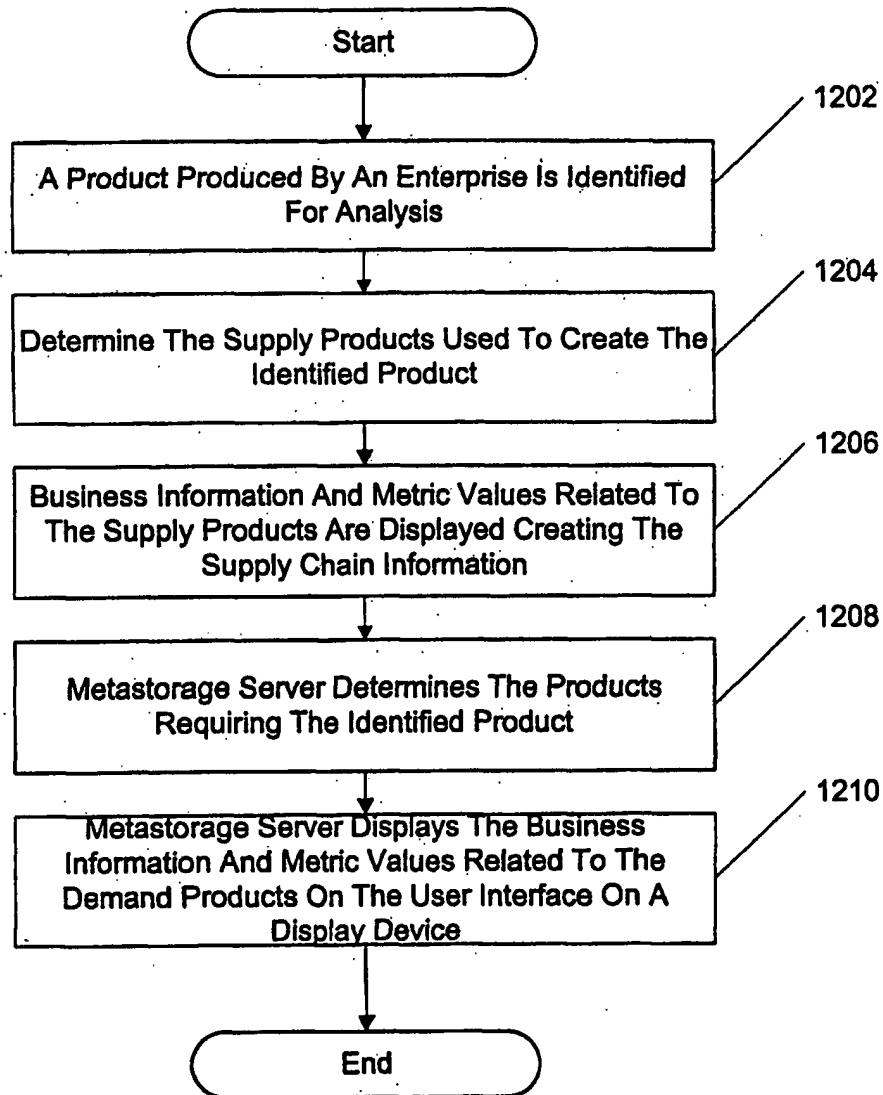 Start
1202
A Product Produced By An Enterprise Is Identified
For Analysis
1204
Determine The Supply Products Used To Create The
Identified Product
1206
Business Information And Metric Values Related To
The Supply Products Are Displayed Creating The
Supply Chain Information
1208
Metastorage Server Determines The Products
Requiring The Identified Product
1210
Metastorage Server Displays The Business
Information And Metric Values Related To The
Demand Products On The User Interface On A
Display Device
End